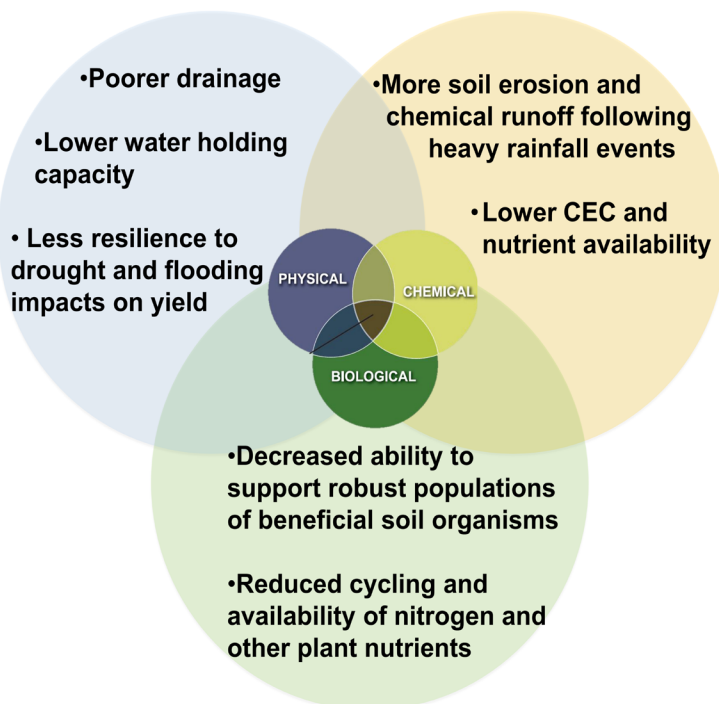 •Poorer drainage
•Lower water holding
capacity
• Less resilience to
drought and flooding
impacts on yield
•More soil erosion and
chemical runoff following
heavy rainfall events
•Lower CEC and
nutrient availability
PHYSICAL
CHEMICAL
BIOLOGICAL
•Decreased ability to
support robust populations
of beneficial soil organisms
•Reduced cycling and
availability of nitrogen and
other plant nutrients